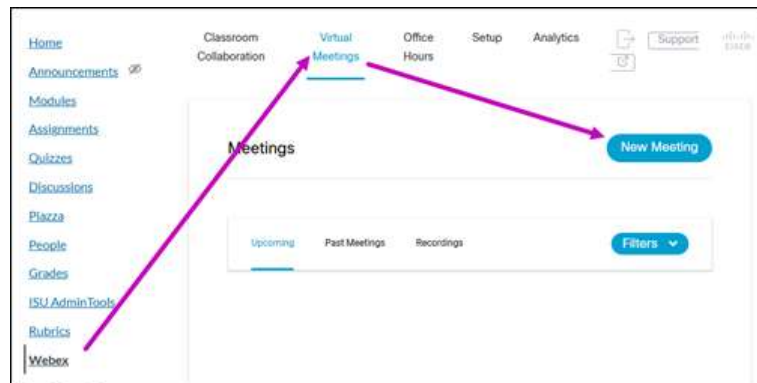 Home
Announcements
Modules
Assignments
Quizzes
Discussions
Piazza
People
Grades
ISU AdminTools
Rubrics
Webex
Classroom
Collaboration
Virtual
Meetings
Office
Hours
Setup
Analytics
Support
CISCO
Meetings
New Meeting
Upcoming
Past Meetings
Recordings
Filters